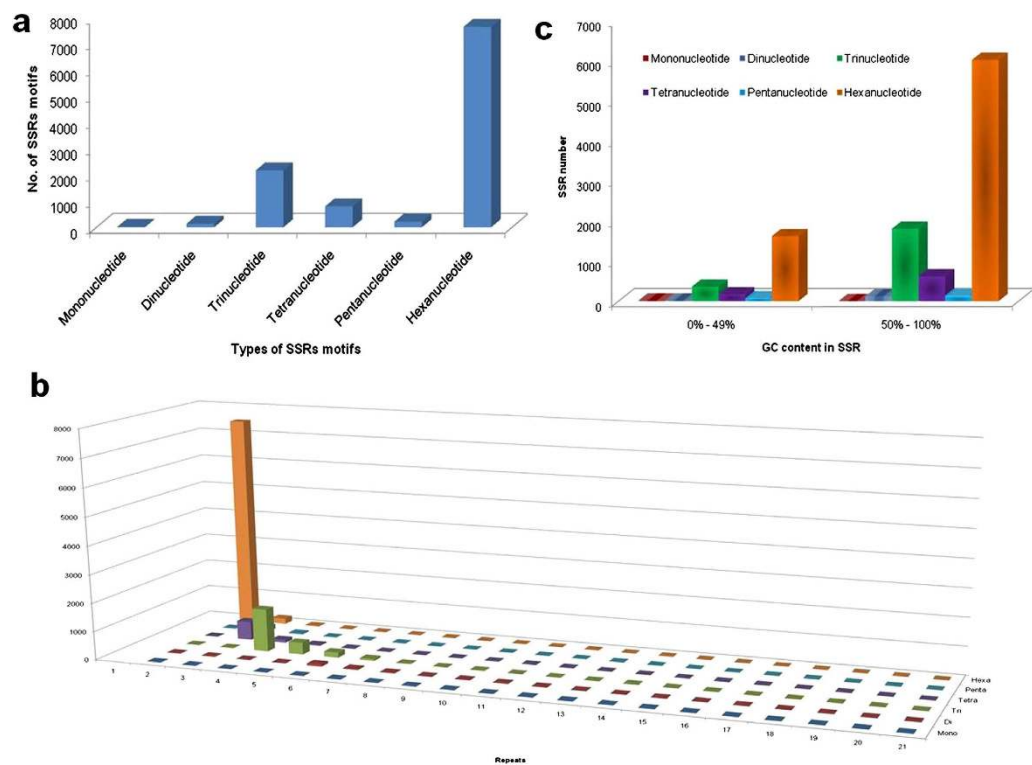 a
8000
7000
6000
5000
4000
3000
2000
1000
0
No. of SSRs motifs
Mononucleotide
Dinucleotide
Trinucleotide
Tetranucleotide
Pentanucleotide
Hexanucleotide
Types of SSRs motifs
c
7000
6000
5000
4000
3000
2000
1000
0
SSR number
Mononucleotide Dinucleotide Trinucleotide
Tetranucleotide Pentanucleotide Hexanucleotide
0% - 49% 50% - 100%
GC content in SSR
b
8000
7000
6000
5000
4000
3000
2000
1000
0
1 2 3 4 5 6 7 8 9 10 11 12 13 14 15 16 17 18 19 20 21
Hexa
Penta
Tetra
Tri
Di
Mono
Repeats